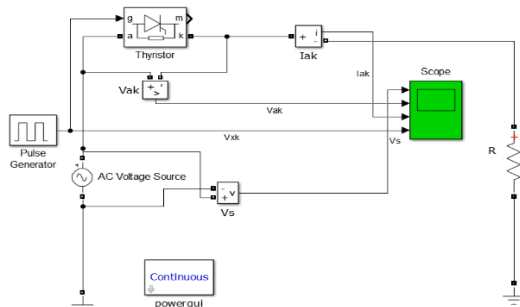 g
m
a
k
Thyristor
+
i
-
Iak
Iak
Scope
Vak
+
-
v
Vak
Vxk
Vs
R
+
Pulse
Generator
AC Voltage Source
-
+
v
Vs
Continuous
powergui